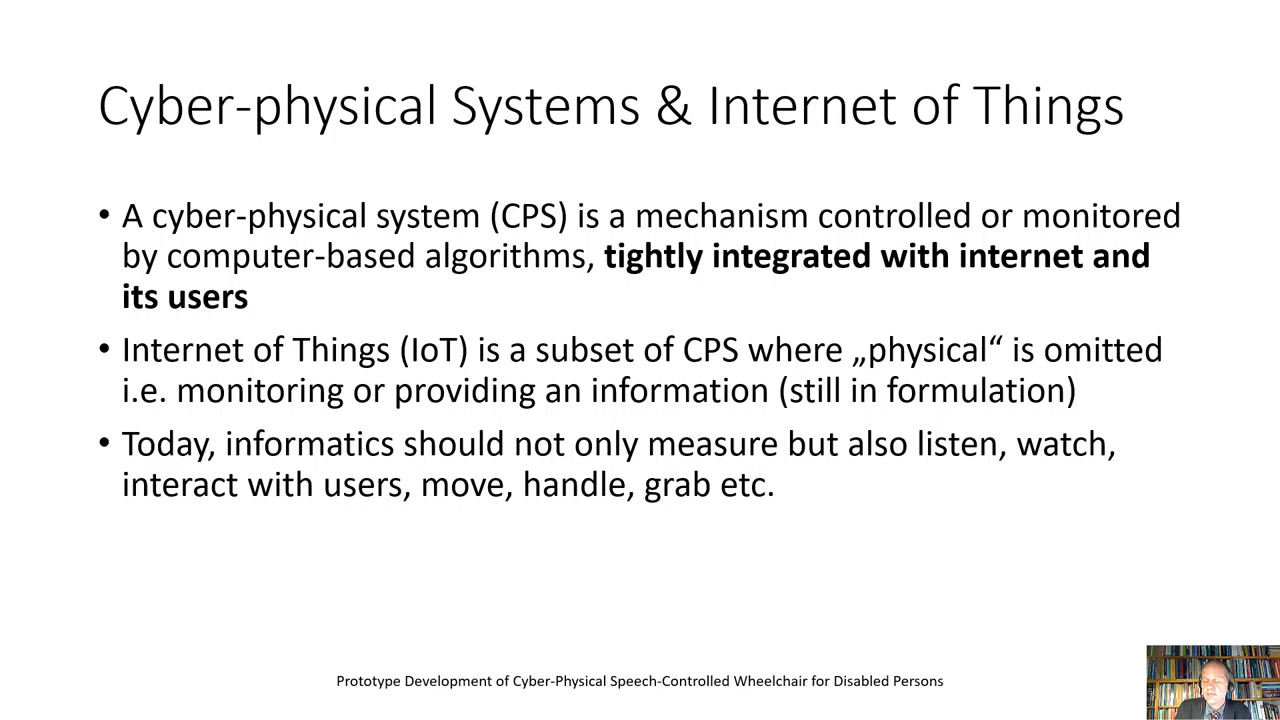 Cyber-physical Systems & Internet of Things
• A cyber-physical system (CPS) is a mechanism controlled or monitored
by computer-based algorithms, tightly integrated with internet and
its users
• Internet of Things (IoT) is a subset of CPS where „physical“ is omitted
i.e. monitoring or providing an information (still in formulation)
• Today, informatics should not only measure but also listen, watch,
interact with users, move, handle, grab etc.
Prototype Development of Cyber-Physical Speech-Controlled Wheelchair for Disabled Persons